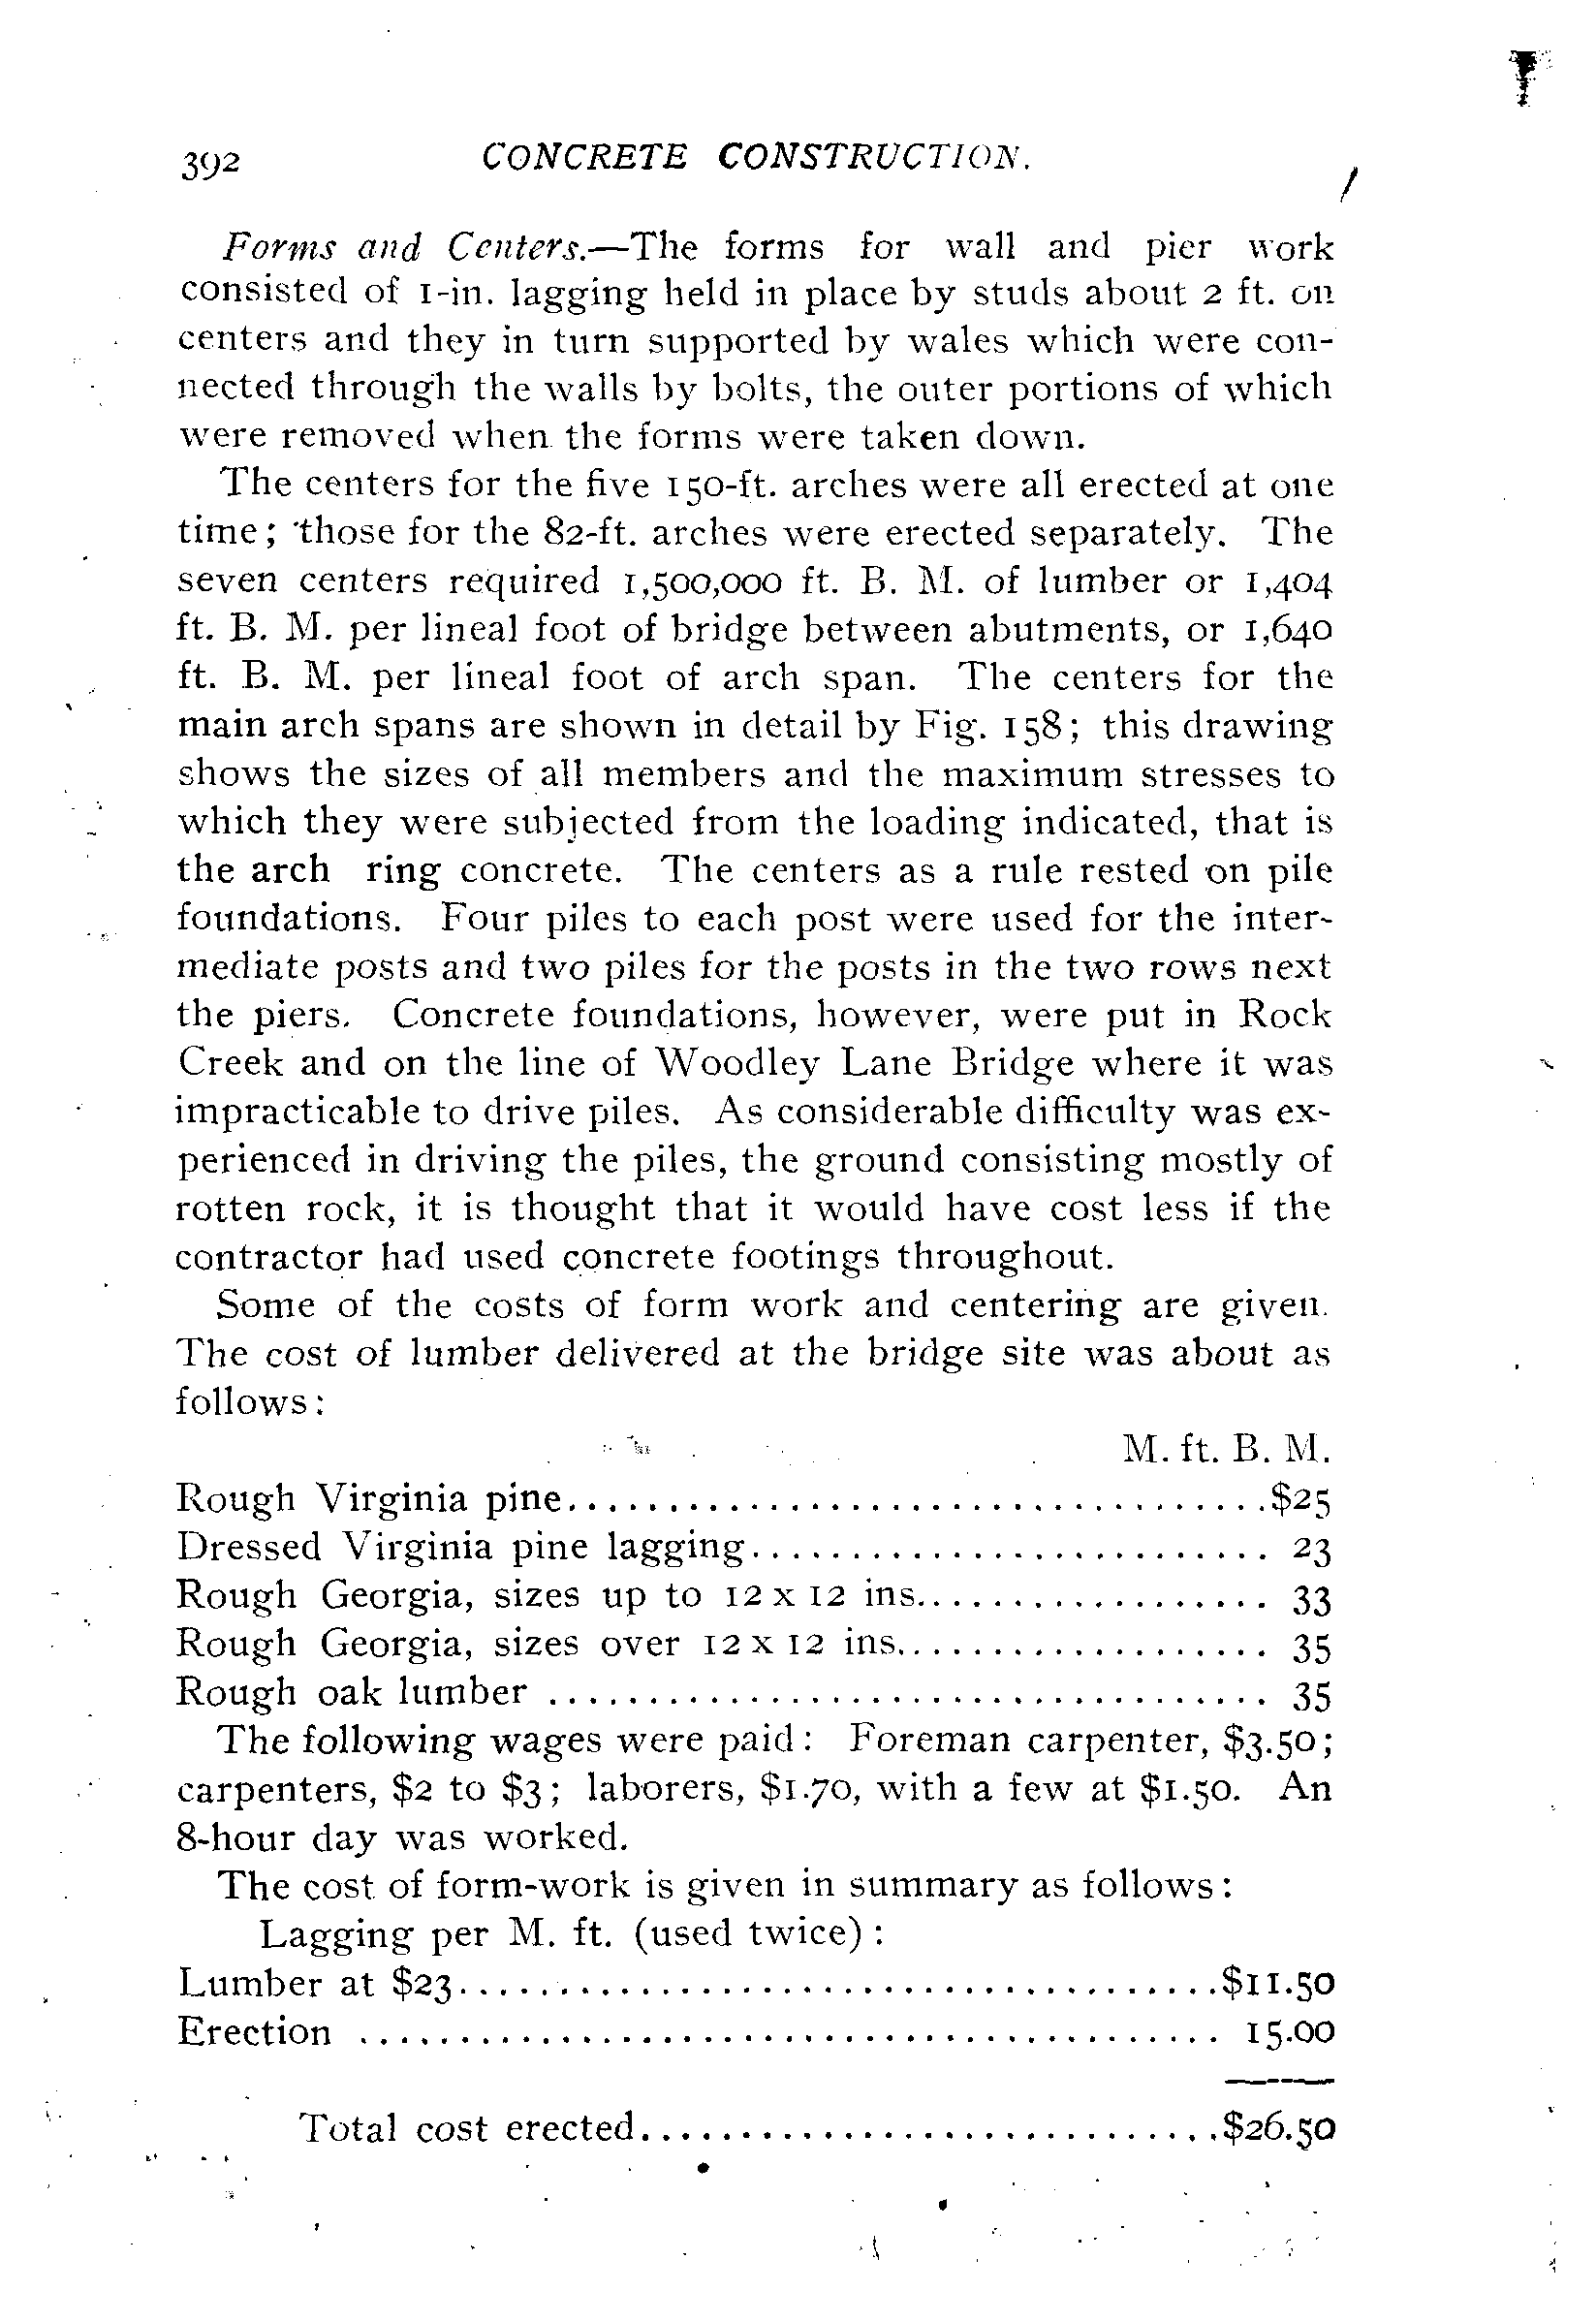 392 CONCRETE CONSTRUCTION.
Forms and Centers.—The forms for wall and pier work
consisted of 1-in. lagging held in place by studs about 2 ft. on
centers and they in turn supported by wales which were con-
nected through the walls by bolts, the outer portions of which
were removed when the forms were taken down.
The centers for the five 150-ft. arches were all erected at one
time; those for the 82-ft. arches were erected separately. The
seven centers required 1,500,000 ft. B. M. of lumber or 1,404
ft. B. M. per lineal foot of bridge between abutments, or 1,640
ft. B. M. per lineal foot of arch span. The centers for the
main arch spans are shown in detail by Fig. 158; this drawing
shows the sizes of all members and the maximum stresses to
which they were subjected from the loading indicated, that is
the arch ring concrete. The centers as a rule rested on pile
foundations. Four piles to each post were used for the inter-
mediate posts and two piles for the posts in the two rows next
the piers. Concrete foundations, however, were put in Rock
Creek and on the line of Woodley Lane Bridge where it was
impracticable to drive piles. As considerable difficulty was ex-
perienced in driving the piles, the ground consisting mostly of
rotten rock, it is thought that it would have cost less if the
contractor had used concrete footings throughout.
Some of the costs of form work and centering are given.
The cost of lumber delivered at the bridge site was about as
follows:
M. ft. B. M.
Rough Virginia pine...................................$25
Dressed Virginia pine lagging.......................... 23
Rough Georgia, sizes up to 12 x 12 ins.................. 33
Rough Georgia, sizes over 12 x 12 ins................... 35
Rough oak lumber .................................... 35
The following wages were paid: Foreman carpenter, $3.50;
carpenters, $2 to $3; laborers, $1.70, with a few at $1.50. An
8-hour day was worked.
The cost of form-work is given in summary as follows:
Lagging per M. ft. (used twice):
Lumber at $23......................................$11.50
Erection ........................................... 15.00
Total cost erected.............................$26.50